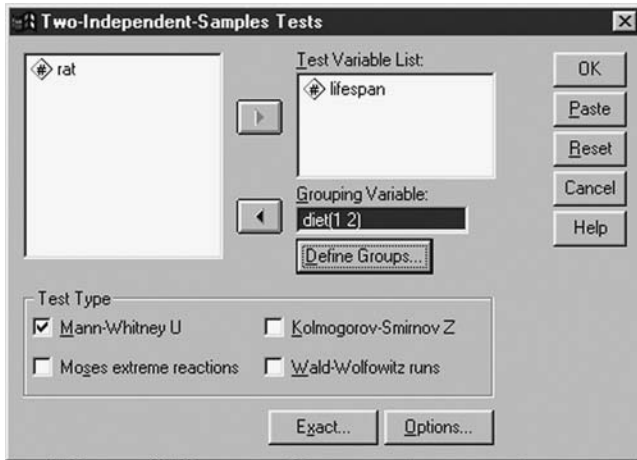 Two-Independent-Samples Tests
# rat
Test Variable List:
# lifespan
Grouping Variable:
diet(1 2)
Define Groups...
OK
Paste
Reset
Cancel
Help
Test Type
Mann-Whitney U
Kolmogorov-Smirnov Z
Moses extreme reactions
Wald-Wolfowitz runs
Exact...
Options...